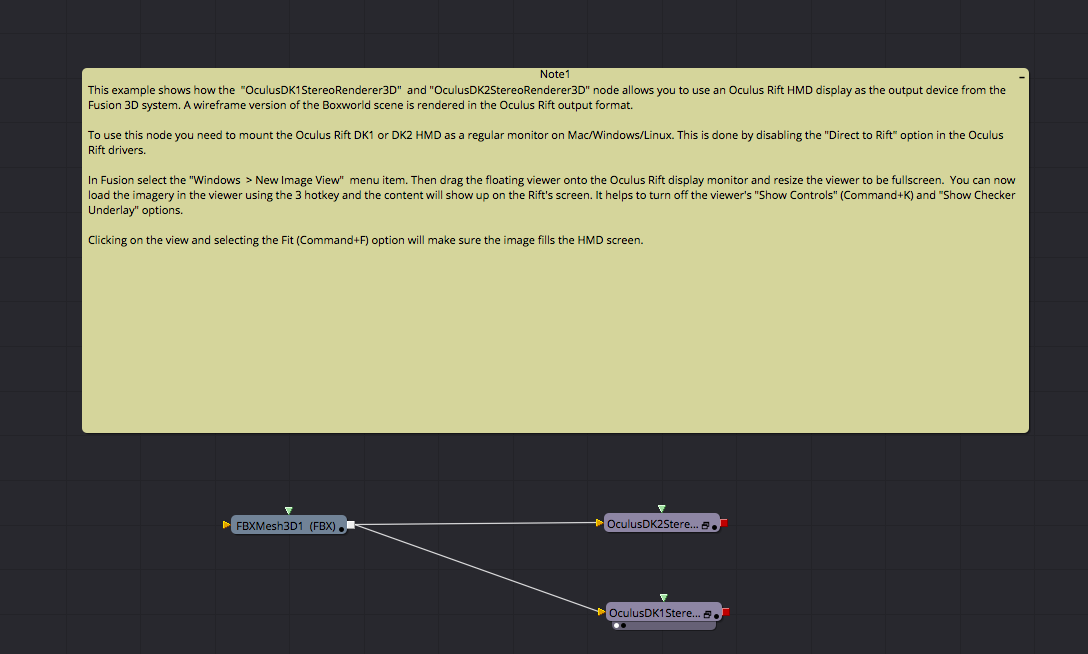 Note1
This example shows how the  "OculusDK1StereoRenderer3D"  and "OculusDK2StereoRenderer3D" node allows you to use an Oculus Rift HMD display as the output device from the
Fusion 3D system. A wireframe version of the Boxworld scene is rendered in the Oculus Rift output format.
To use this node you need to mount the Oculus Rift DK1 or DK2 HMD as a regular monitor on Mac/Windows/Linux. This is done by disabling the "Direct to Rift" option in the Oculus
Rift drivers.
In Fusion select the "Windows  > New Image View"  menu item. Then drag the floating viewer onto the Oculus Rift display monitor and resize the viewer to be fullscreen.  You can now
load the imagery in the viewer using the 3 hotkey and the content will show up on the Rift's screen. It helps to turn off the viewer's "Show Controls" (Command+K) and "Show Checker
Underlay" options.
Clicking on the view and selecting the Fit (Command+F) option will make sure the image fills the HMD screen.
FBXMesh3D1  (FBX)
OculusDK2Stere...
OculusDK1Stere...